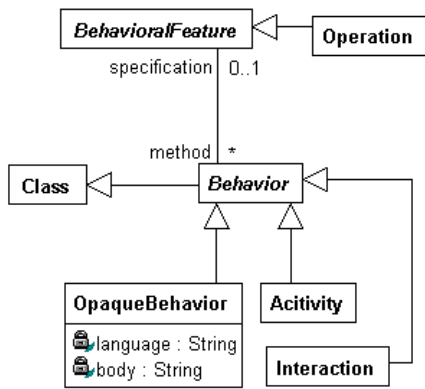 BehavioralFeature
Operation
specification 0..1
method *
Class
Behavior
OpaqueBehavior
language : String
body : String
Acitivity
Interaction